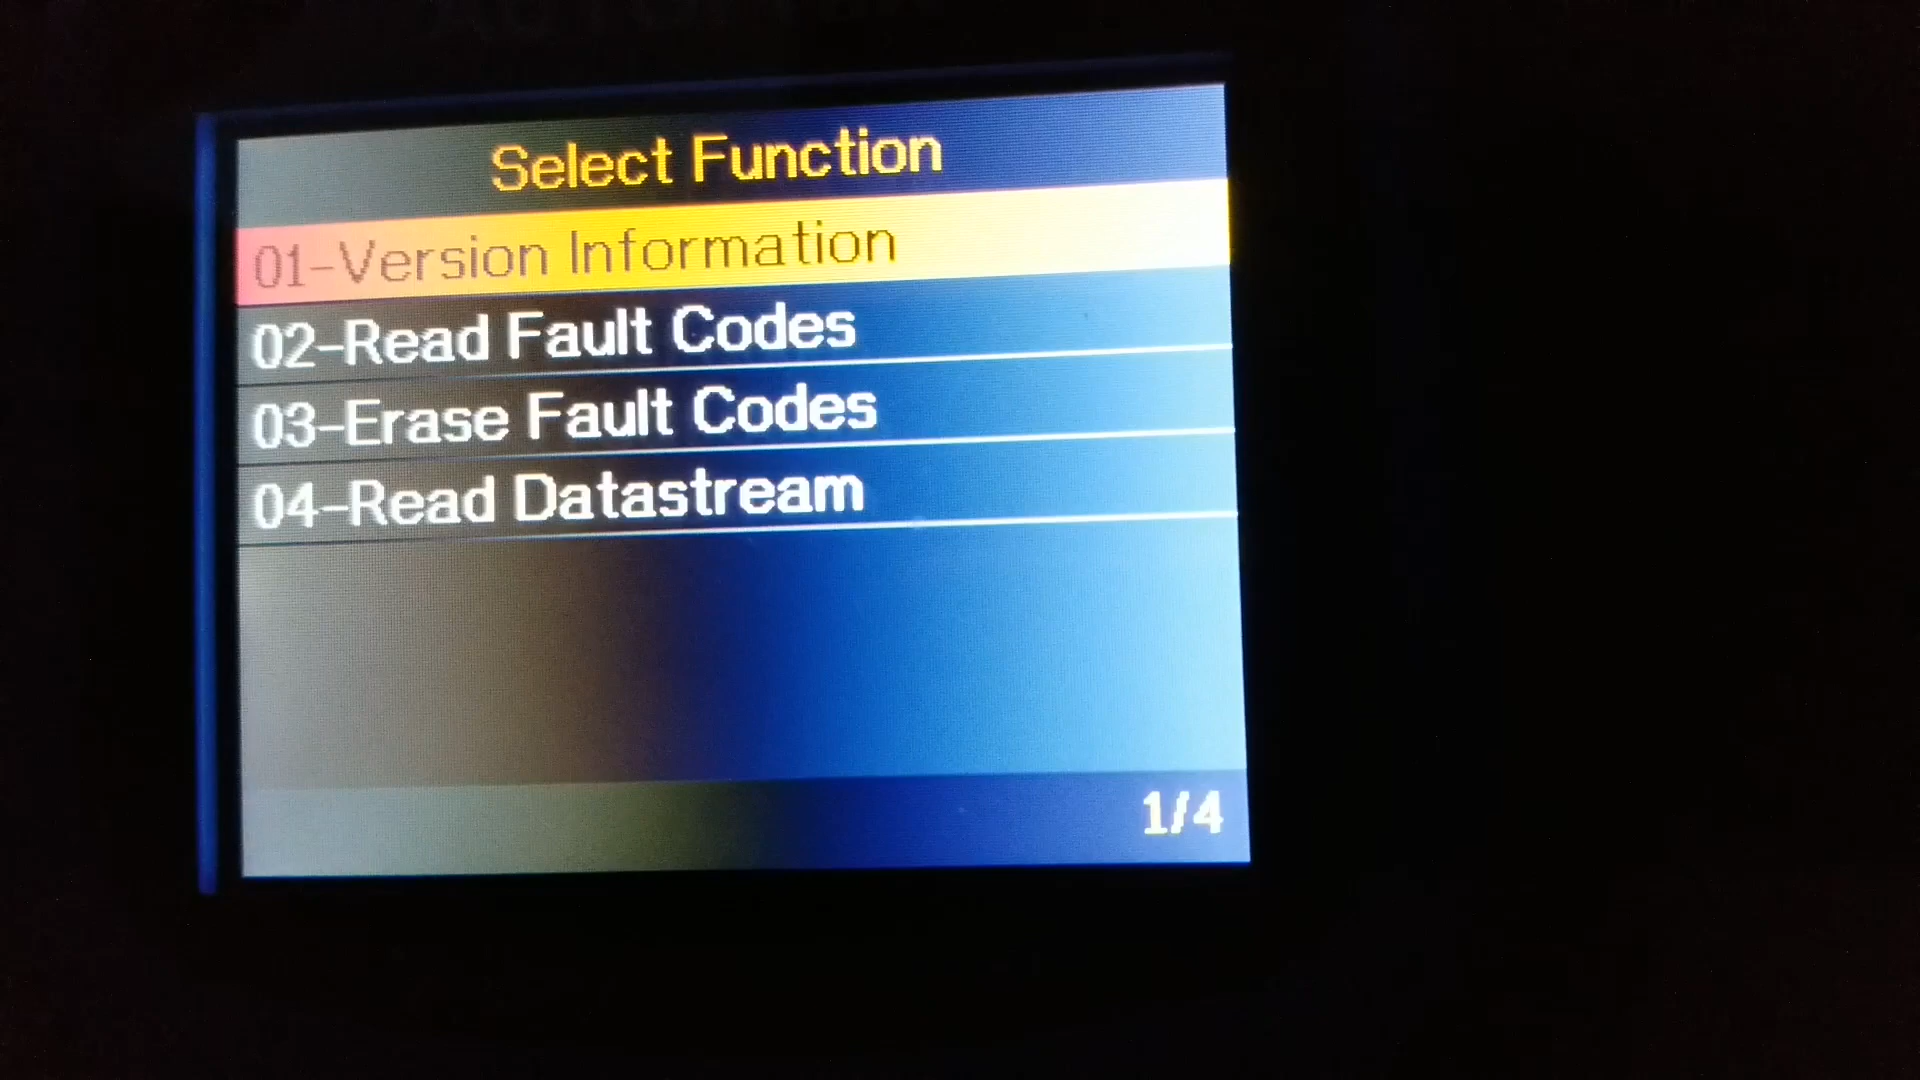 Select Function
01-Version Information
02-Read Fault Codes
03-Erase Fault Codes
04-Read Datastream
1/4